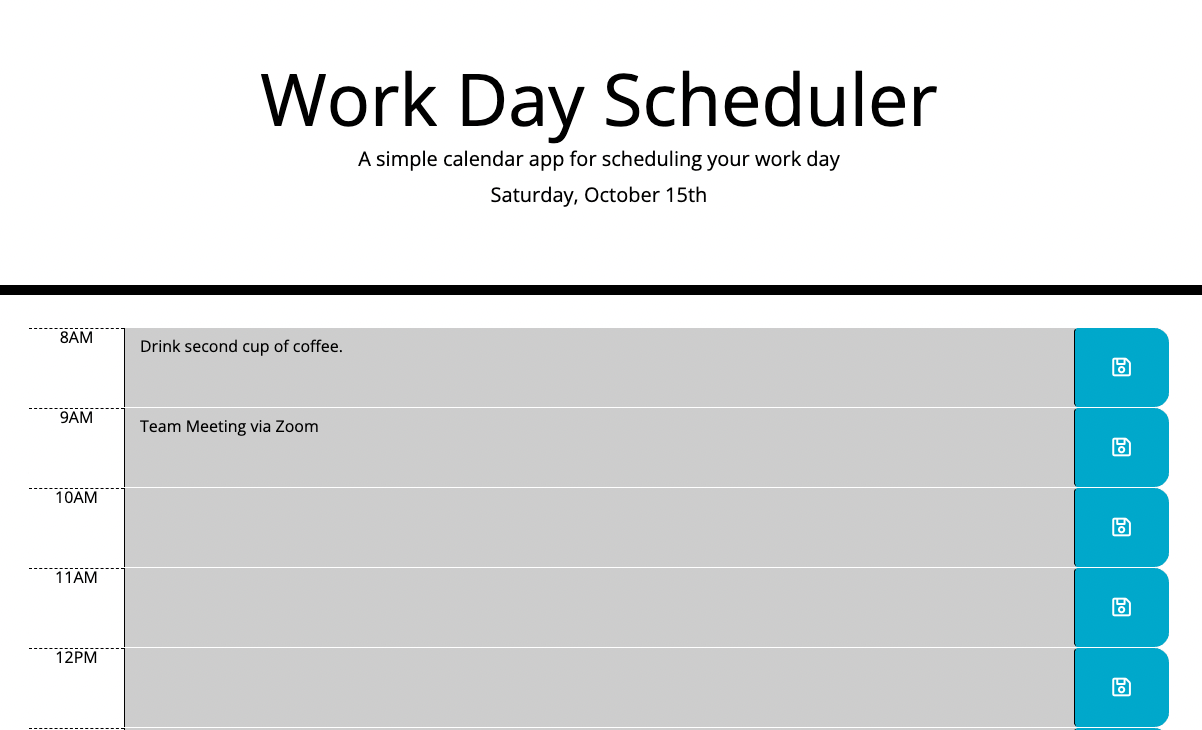 Work Day Scheduler
A simple calendar app for scheduling your work day
Saturday, October 15th
8AM
Drink second cup of coffee.
9AM
Team Meeting via Zoom
10AM
11AM
12PM